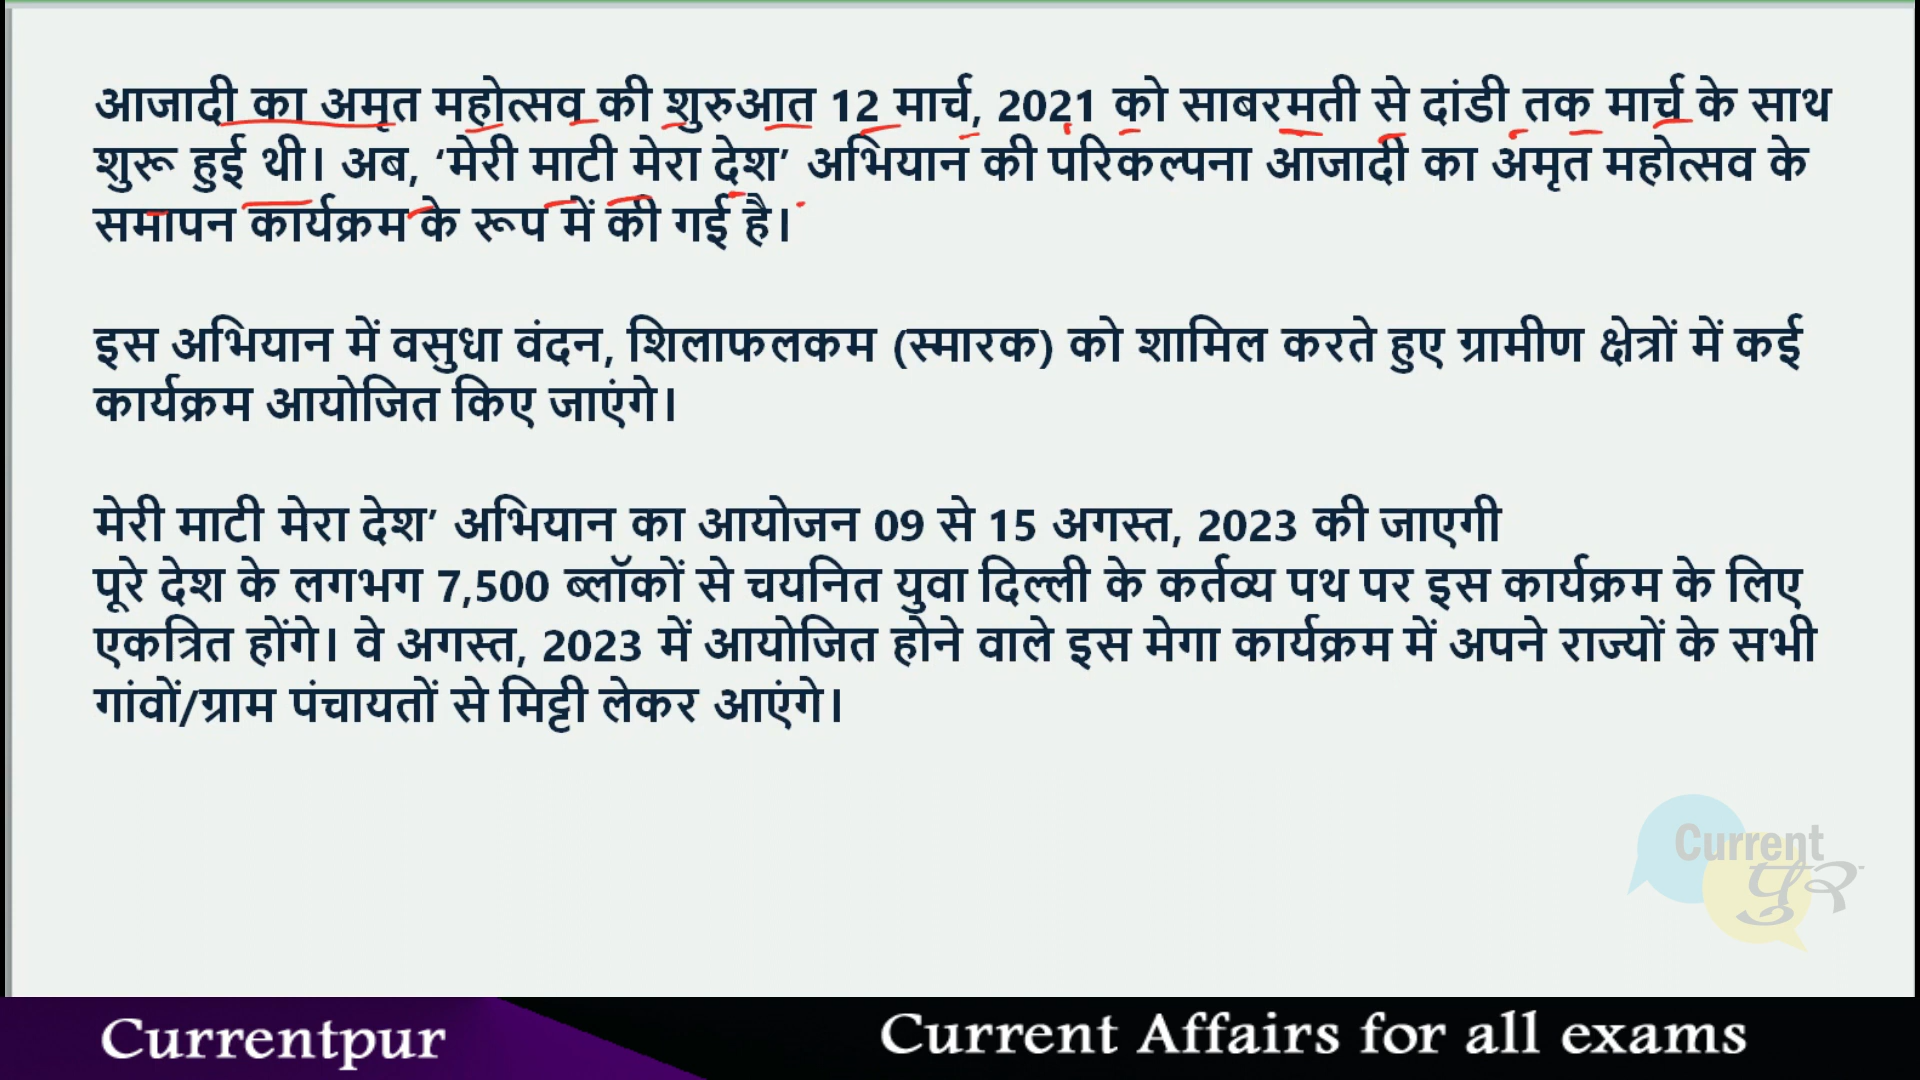 आजादी का अमृत महोत्सव की शुरुआत 12 मार्च, 2021 को साबरमती से दांडी तक मार्च के साथ
शुरू हुई थी। अब, ‘मेरी माटी मेरा देश’ अभियान की परिकल्पना आजादी का अमृत महोत्सव के
समापन कार्यक्रम के रूप में की गई है।
इस अभियान में वसुधा वंदन, शिलाफलकम (स्मारक) को शामिल करते हुए ग्रामीण क्षेत्रों में कई
कार्यक्रम आयोजित किए जाएंगे।
मेरी माटी मेरा देश’ अभियान का आयोजन 09 से 15 अगस्त, 2023 की जाएगी
पूरे देश के लगभग 7,500 ब्लॉकों से चयनित युवा दिल्ली के कर्तव्य पथ पर इस कार्यक्रम के लिए
एकत्रित होंगे। वे अगस्त, 2023 में आयोजित होने वाले इस मेगा कार्यक्रम में अपने राज्यों के सभी
गांवों/ग्राम पंचायतों से मिट्टी लेकर आएंगे।
Current
पुर
Currentpur
Current Affairs for all exams